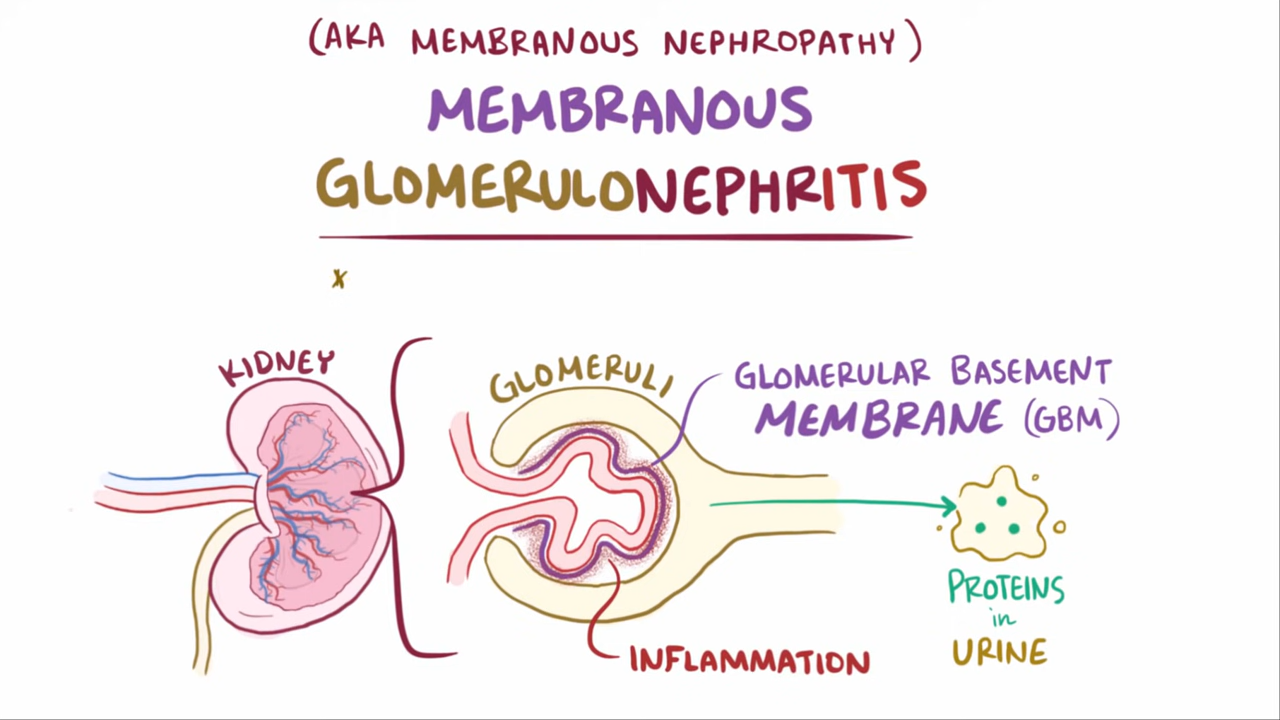 (AKA MEMBRANOUS NEPHROPATHY)
MEMBRANOUS
GLOMERULONEPHRITIS
x
KIDNEY
GLOMERULI
GLOMERULAR BASEMENT
MEMBRANE (GBM)
INFLAMMATION
PROTEINS
in
URINE